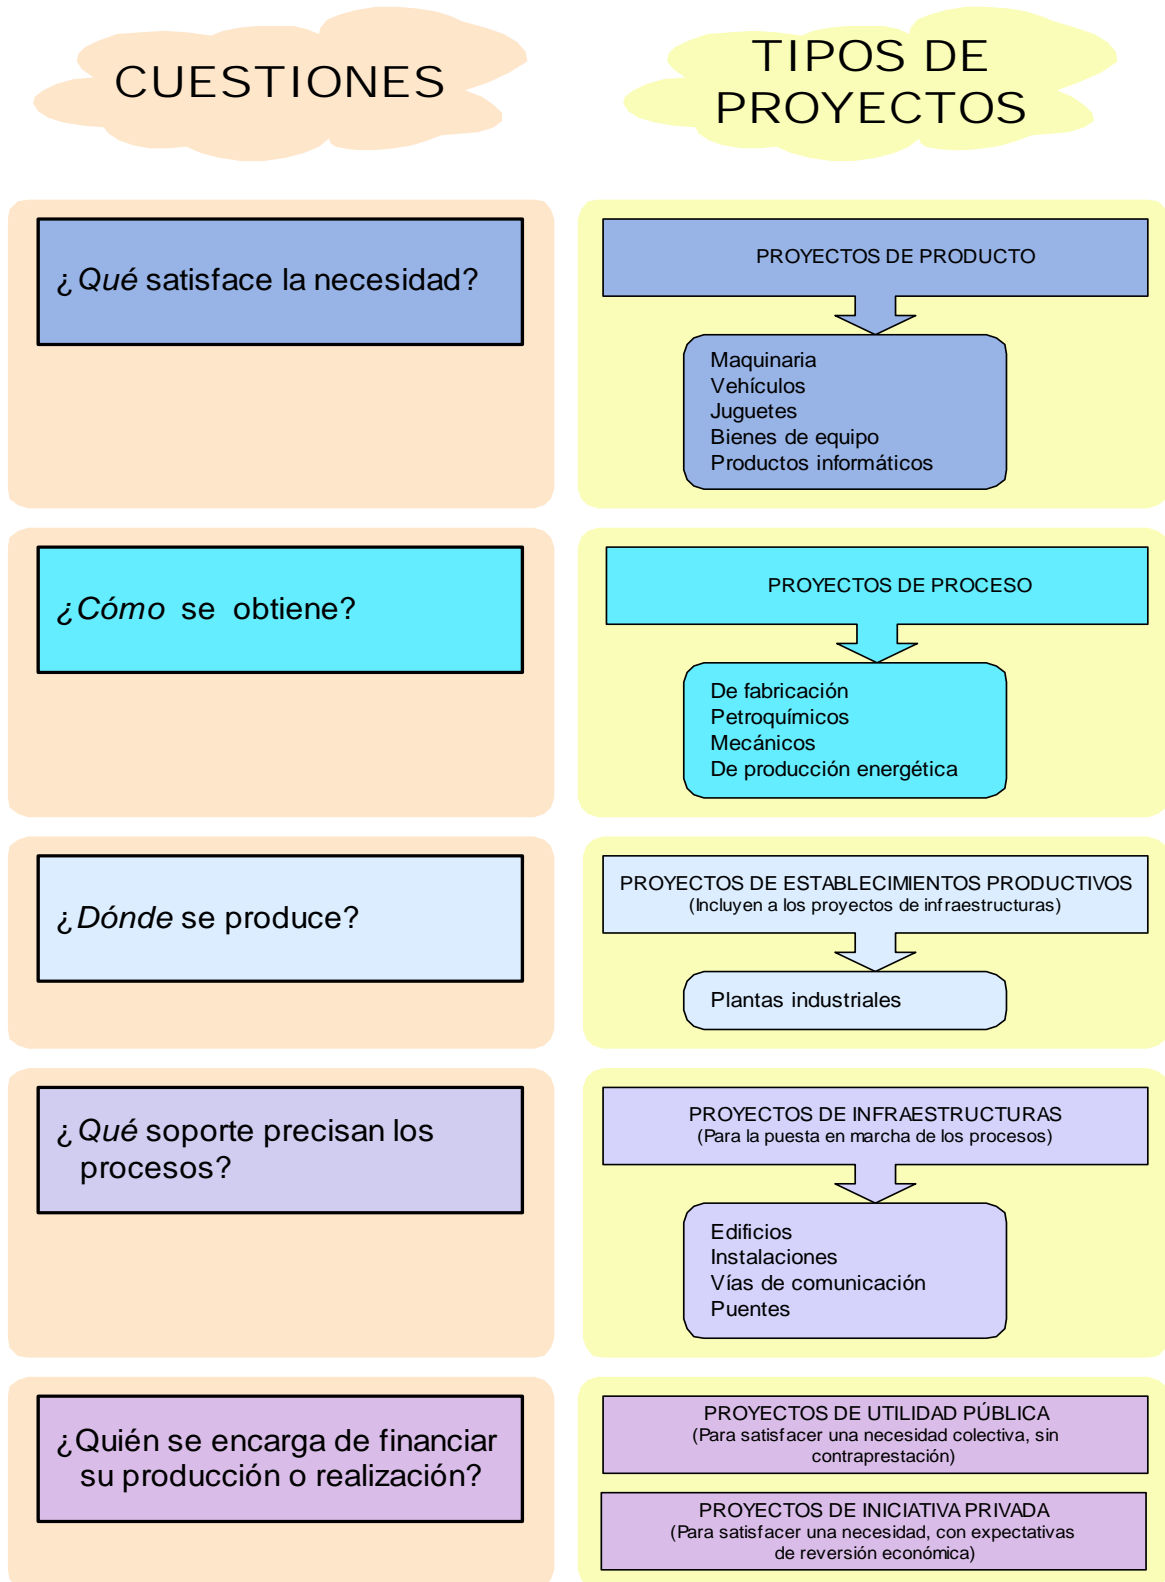 CUESTIONES
TIPOS DE
PROYECTOS
¿Qué satisface la necesidad?
PROYECTOS DE PRODUCTO
Maquinaria
Vehículos
Juguetes
Bienes de equipo
Productos informáticos
¿Cómo se obtiene?
PROYECTOS DE PROCESO
De fabricación
Petroquímicos
Mecánicos
De producción energética
¿Dónde se produce?
PROYECTOS DE ESTABLECIMIENTOS PRODUCTIVOS
(Incluyen a los proyectos de infraestructuras)
Plantas industriales
¿Qué soporte precisan los
procesos?
PROYECTOS DE INFRAESTRUCTURAS
(Para la puesta en marcha de los procesos)
Edificios
Instalaciones
Vías de comunicación
Puentes
¿Quién se encarga de financiar
su producción o realización?
PROYECTOS DE UTILIDAD PÚBLICA
(Para satisfacer una necesidad colectiva, sin
contraprestación)
PROYECTOS DE INICIATIVA PRIVADA
(Para satisfacer una necesidad, con expectativas
de reversión económica)